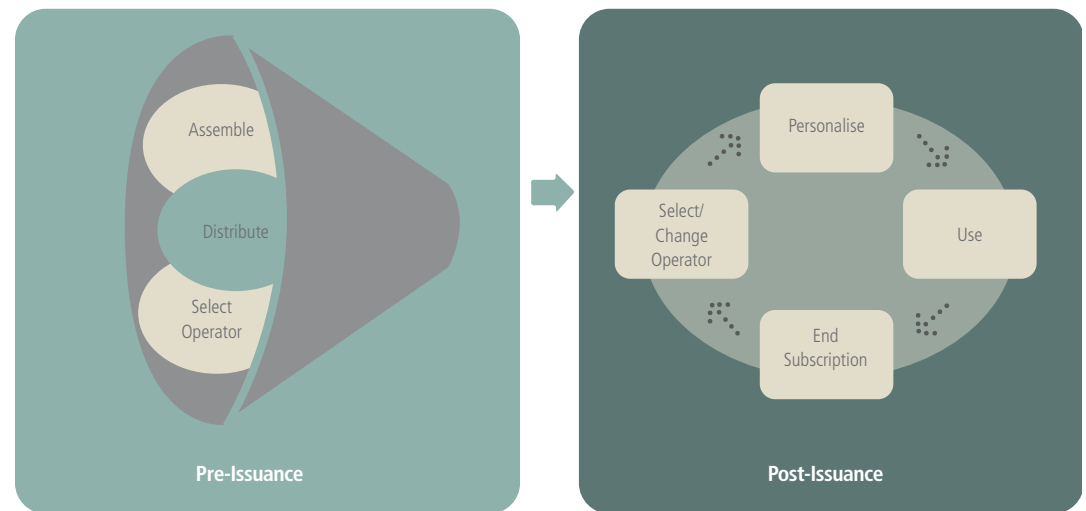 Assemble
Distribute
Select
Operator
Pre-Issuance
Personalise
Select/
Change
Operator
Use
End
Subscription
Post-Issuance